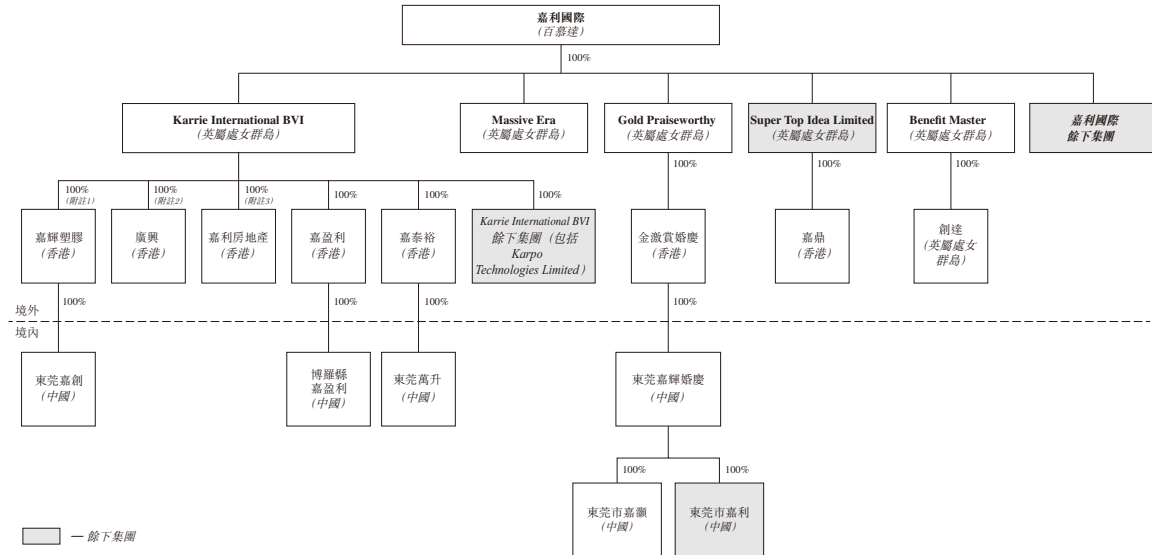 嘉利國際
(百慕達)
100%
Karrie International BVI
(英屬處女群島)
Massive Era
(英屬處女群島)
Gold Praiseworthy
(英屬處女群島)
Super Top Idea Limited
(英屬處女群島)
Benefit Master
(英屬處女群島)
嘉利國際
餘下集團
100%
(附註1)
100%
(附註2)
100%
(附註3)
100%
100%
100%
100%
100%
100%
嘉輝塑膠
(香港)
廣興
(香港)
嘉利房地產
(香港)
嘉盈利
(香港)
嘉泰裕
(香港)
Karrie International BVI
餘下集團(包括
Karpo
Technologies Limited)
金激賞婚慶
(香港)
嘉鼎
(香港)
創達
(英屬處女
群島)
100%
100%
100%
100%
境外
境內
東莞嘉創
(中國)
博羅縣
嘉盈利
(中國)
東莞萬升
(中國)
東莞嘉輝婚慶
(中國)
100%
100%
東莞市嘉灝
(中國)
東莞市嘉利
(中國)
— 餘下集團